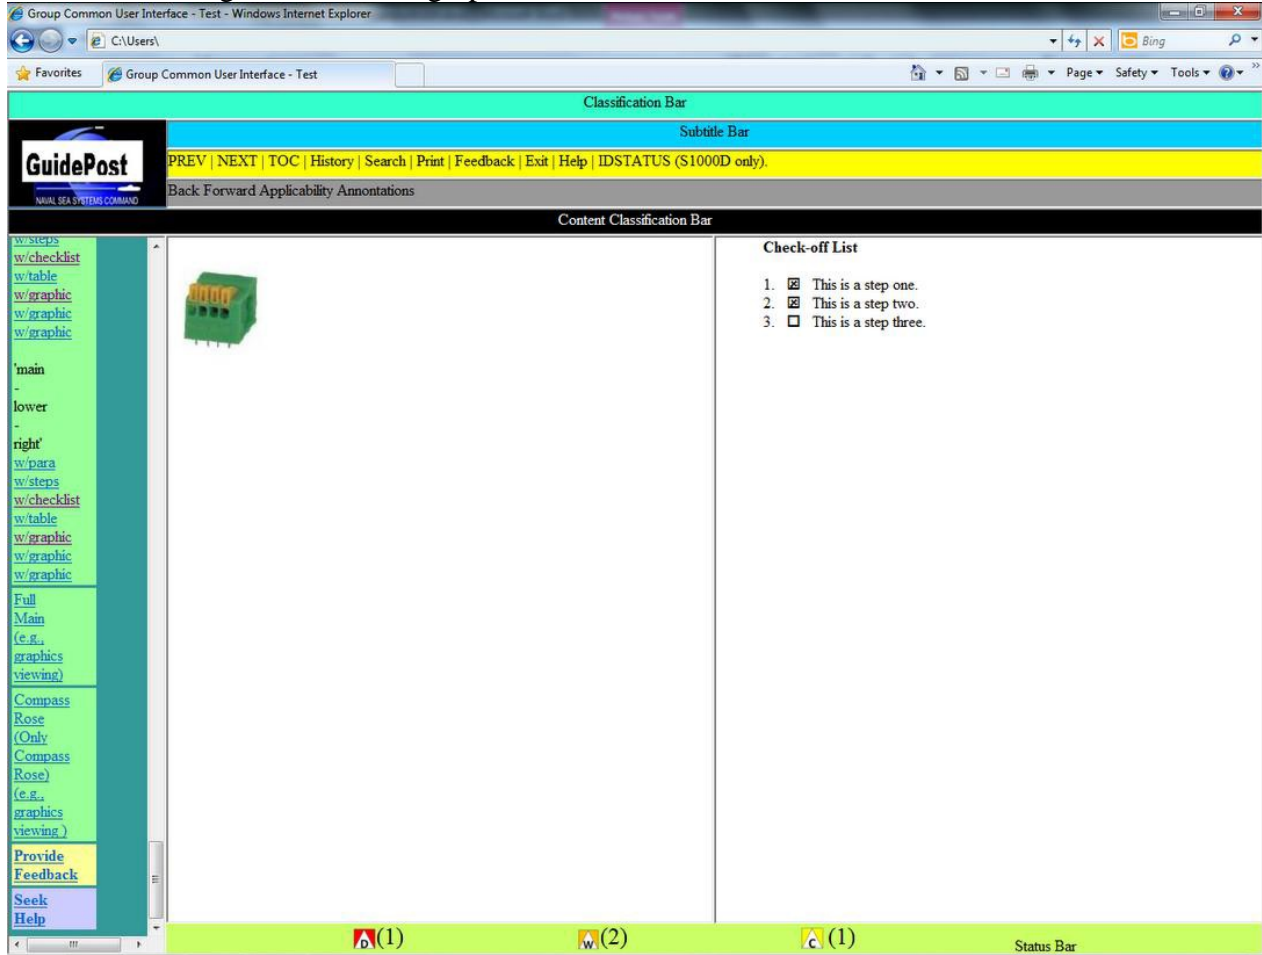 Group Common User Interface - Test - Windows Internet Explorer
C:\Users\
Bing
Favorites
Group Common User Interface - Test
Page
Safety
Tools
Classification Bar
GuidePost
NAVAL SEA SYSTEMS COMMAND
Subtitle Bar
PREV | NEXT | TOC | History | Search | Print | Feedback | Exit | Help | IDSTATUS (S1000D only).
Back Forward Applicability Annontations
Content Classification Bar
w/steps
w/checklist
w/table
w/graphic
w/graphic
w/graphic
'main
-
lower
-
right'
w/para
w/steps
w/checklist
w/table
w/graphic
w/graphic
w/graphic
Full
Main
(e.g.,
graphics
viewing)
Compass
Rose
(Only
Compass
Rose)
(e.g.,
graphics
viewing )
Provide
Feedback
Seek
Help
Check-off List
1. This is a step one.
2. This is a step two.
3. This is a step three.
D (1)
W (2)
C (1)
Status Bar